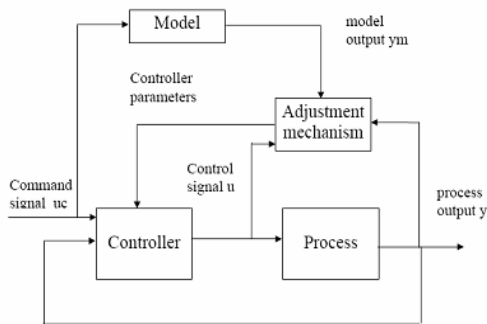 Model
model
output ym
Controller
parameters
Adjustment
mechanism
Control
signal u
Command
signal uc
process
output y
Controller
Process